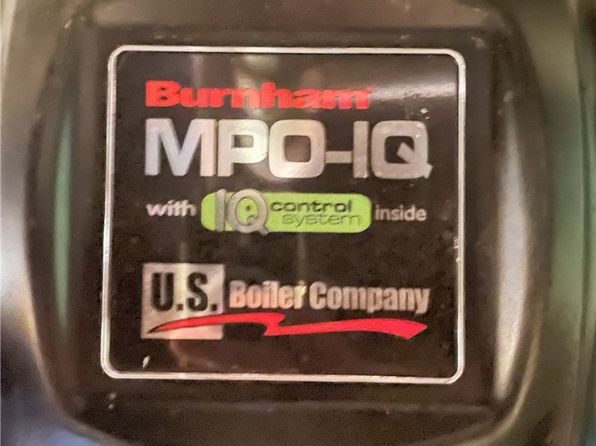 Burnham
MPO-IQ
with IQ control system inside
U.S. Boiler Company